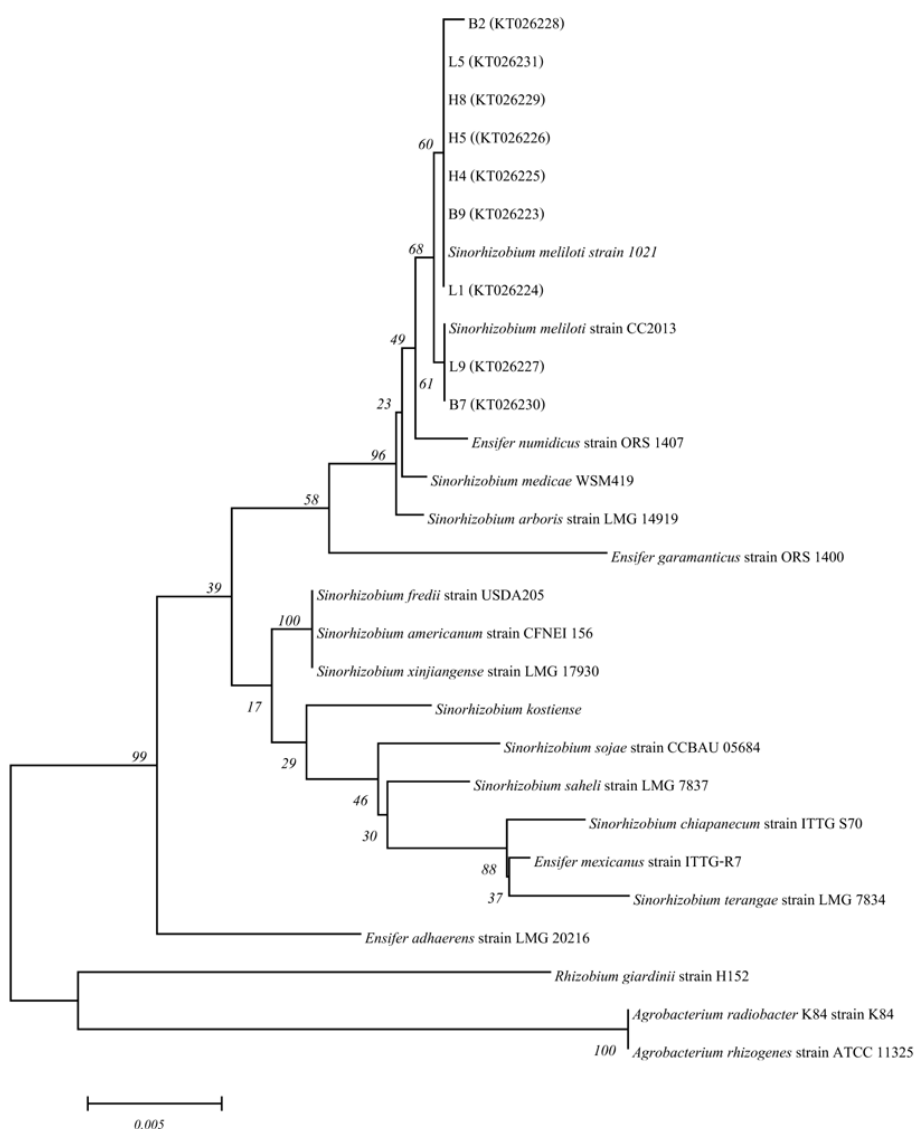 B2 (KT026228)
L5 (KT026231)
H8 (KT026229)
H5 ((KT026226)
60
H4 (KT026225)
B9 (KT026223)
68
Sinorhizobium meliloti strain 1021
L1 (KT026224)
Sinorhizobium meliloti strain CC2013
49
L9 (KT026227)
61
23
B7 (KT026230)
Ensifer numidicus strain ORS 1407
96
Sinorhizobium medicae WSM419
58
Sinorhizobium arboris strain LMG 14919
Ensifer garamanticus strain ORS 1400
39
Sinorhizobium fredii strain USDA205
100
Sinorhizobium americanum strain CFNEI 156
Sinorhizobium xinjiangense strain LMG 17930
17
Sinorhizobium kostiense
99
29
Sinorhizobium sojae strain CCBAU 05684
Sinorhizobium saheli strain LMG 7837
46
30
Sinorhizobium chiapanecum strain ITTG S70
Ensifer mexicanus strain ITTG-R7
88
37
Sinorhizobium terangae strain LMG 7834
Ensifer adhaerens strain LMG 20216
Rhizobium giardinii strain H152
Agrobacterium radiobacter K84 strain K84
100
Agrobacterium rhizogenes strain ATCC 11325
0.005